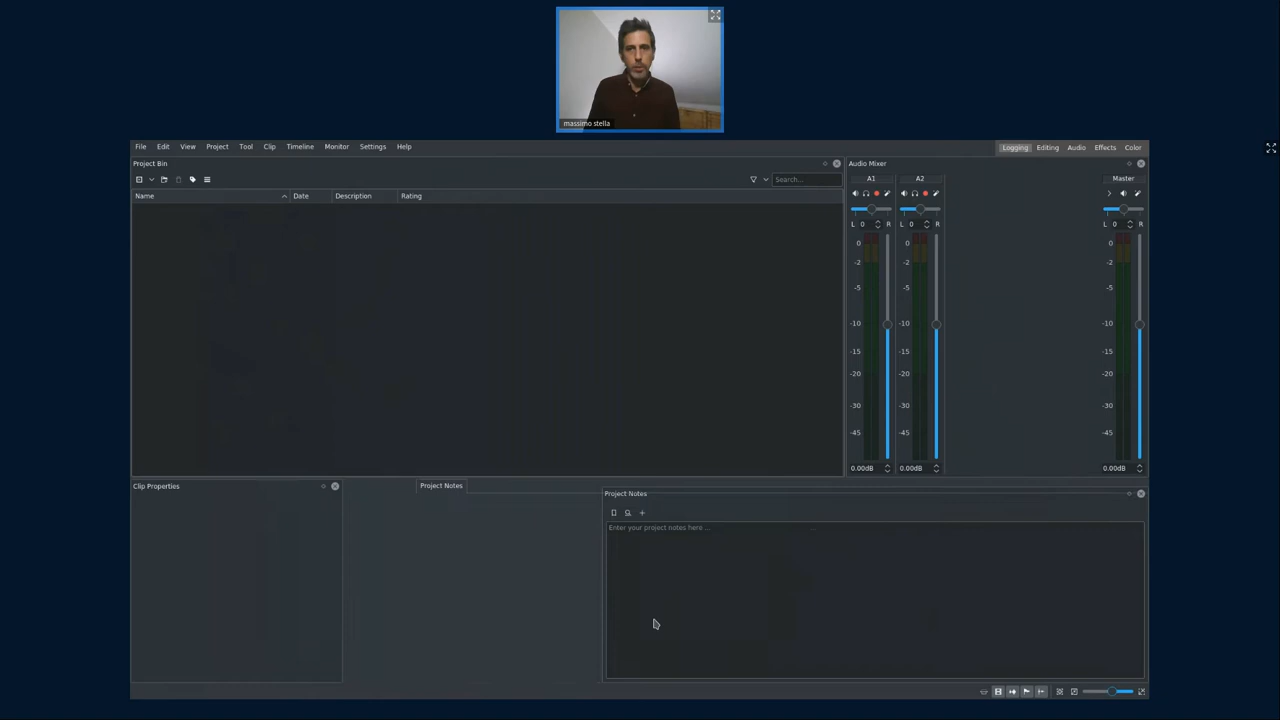 massimo stella
File Edit View Project Tool Clip Timeline Monitor Settings Help
Logging Editing Audio Effects Color
Project Bin
Search...
Name Date Description Rating
Audio Mixer
A1 A2 Master
L 0 R L 0 R L 0 R
0 0 0
-2 -2 -2
-5 -5 -5
-10 -10 -10
-15 -15 -15
-20 -20 -20
-30 -30 -30
-45 -45 -45
0.00dB 0.00dB 0.00dB
Clip Properties
Project Notes
Project Notes
Enter your project notes here ...